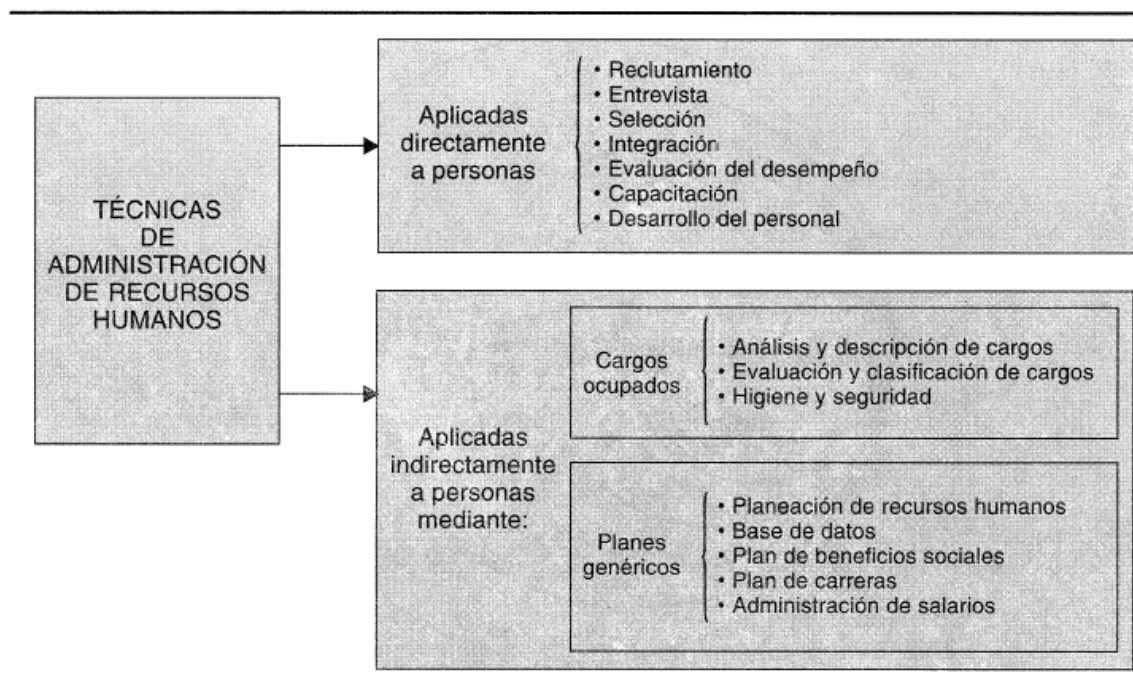 TÉCNICAS
DE
ADMINISTRACIÓN
DE RECURSOS
HUMANOS
Aplicadas
directamente
a personas
• Reclutamiento
• Entrevista
• Selección
• Integración
• Evaluación del desempeño
• Capacitación
• Desarrollo del personal
Aplicadas
indirectamente
a personas
mediante:
Cargos
ocupados
• Análisis y descripción de cargos
• Evaluación y clasificación de cargos
• Higiene y seguridad
Planes
genéricos
• Planeación de recursos humanos
• Base de datos
• Plan de beneficios sociales
• Plan de carreras
• Administración de salarios